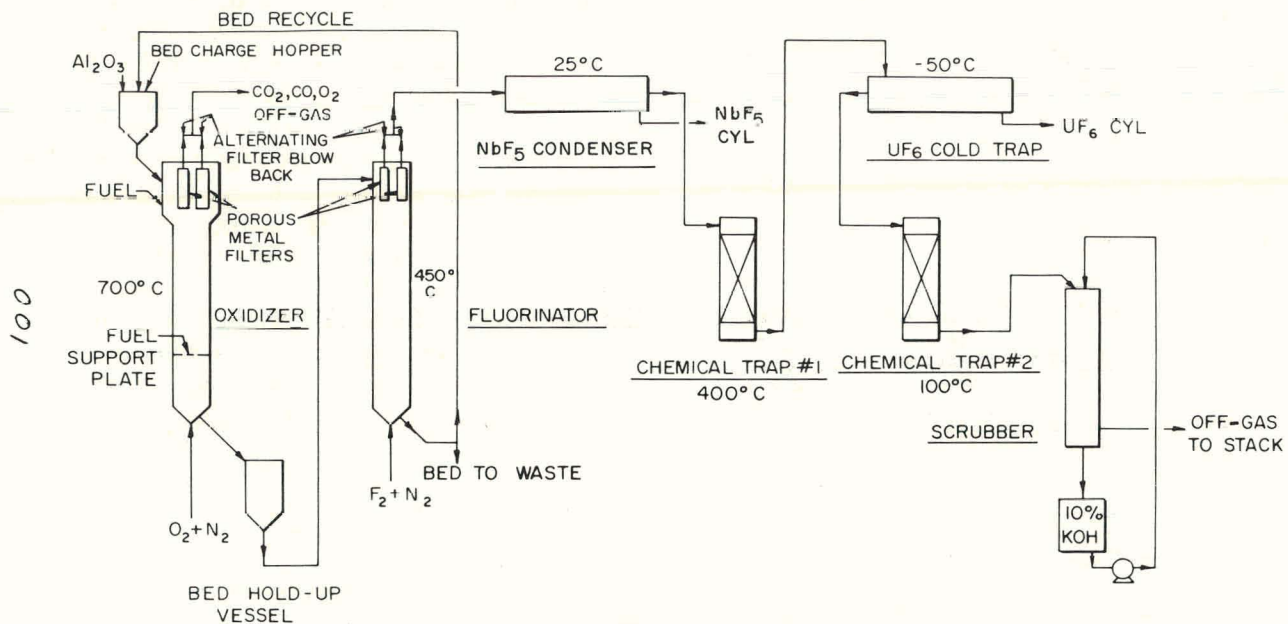 BED RECYCLE
Al2O3
BED CHARGE HOPPER
CO2,CO,O2
OFF-GAS
ALTERNATING
FILTER BLOW
BACK
FUEL
POROUS
METAL
FILTERS
700° C
OXIDIZER
FUEL
SUPPORT
PLATE
O2+N2
BED HOLD-UP
VESSEL
450°
C
FLUORINATOR
F2+N2
BED TO WASTE
25°C
NbF5
CYL
NbF5 CONDENSER
-50°C
UF6 CYL
UF6 COLD TRAP
CHEMICAL TRAP #1
400° C
CHEMICAL TRAP#2
100°C
SCRUBBER
OFF-GAS
TO STACK
10%
KOH
100